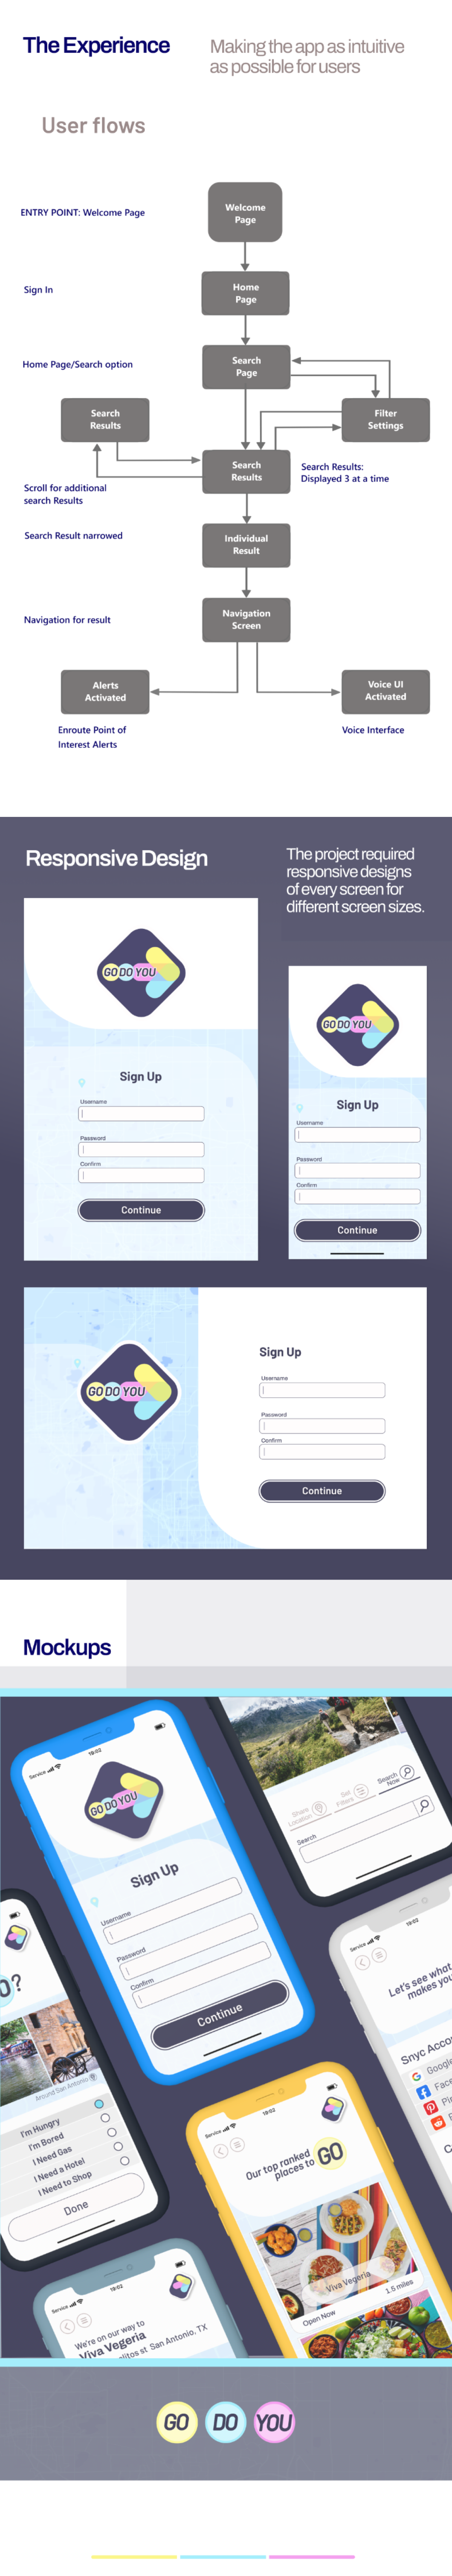 The Experience
Making the app as intuitive
as possible for users
User flows
ENTRY POINT: Welcome Page
Welcome
Page
Sign In
Home
Page
Home Page/Search option
Search
Page
Search
Results
Filter
Settings
Search
Results
Search Results:
Displayed 3 at a time
Scroll for additional
search Results
Search Result narrowed
Individual
Result
Navigation for result
Navigation
Screen
Alerts
Activated
Voice UI
Activated
Enroute Point of
Interest Alerts
Voice Interface
Responsive Design
The project required
responsive designs
of every screen for
different screen sizes.
GO DO YOU
Sign Up
Username
Password
Confirm
Continue
GO DO YOU
Sign Up
Username
Password
Confirm
Continue
GO DO YOU
Sign Up
Username
Password
Confirm
Continue
Mockups
Service
19:02
GO DO YOU
Sign Up
Username
Password
Confirm
Continue
Share
Location
Set
Filters
Search
Now
Search
O?
Around San Antonio
I'm Hungry
I'm Bored
I Need Gas
I Need a Hotel
I Need to Shop
Done
Service
19:02
Let's see what
makes you
Snyc Acco
Google
Face
Pi
Service
19:02
Our top ranked
places to GO
Viva Vegeria
Open Now
1.5 miles
Service
19:02
We're on our way to
Viva Vegeria
litos st San Antonio, TX
GO DO YOU